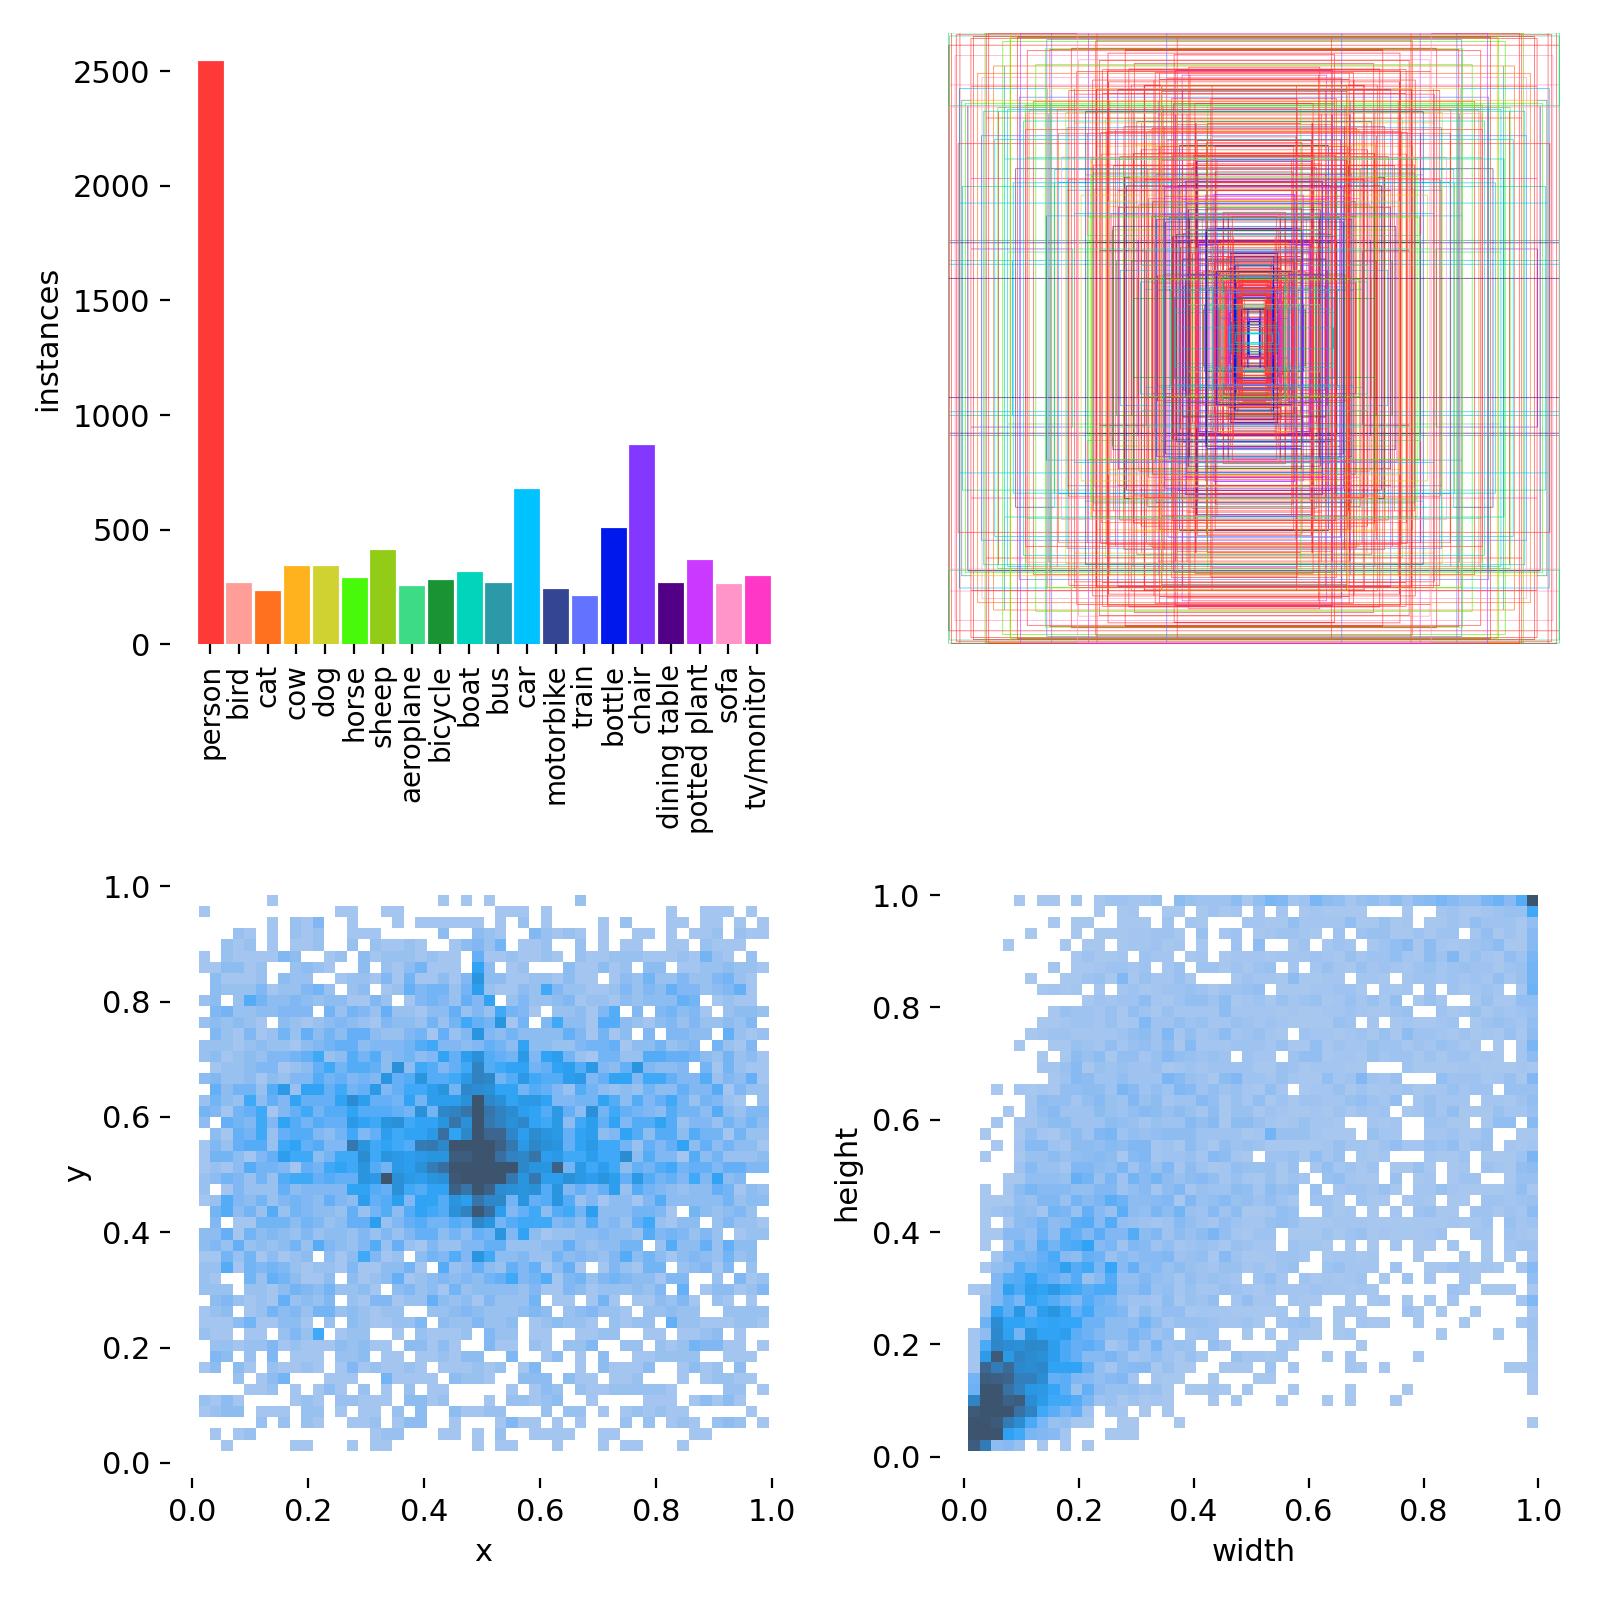 2500
2000
1500
1000
500
0
instances
person
bird
cat
cow
dog
horse
sheep
aeroplane
bicycle
boat
bus
car
motorbike
train
bottle
chair
dining table
potted plant
sofa
tv/monitor
1.0
0.8
0.6
0.4
0.2
0.0
y
0.0 0.2 0.4 0.6 0.8 1.0
x
1.0
0.8
0.6
0.4
0.2
0.0
height
0.0 0.2 0.4 0.6 0.8 1.0
width